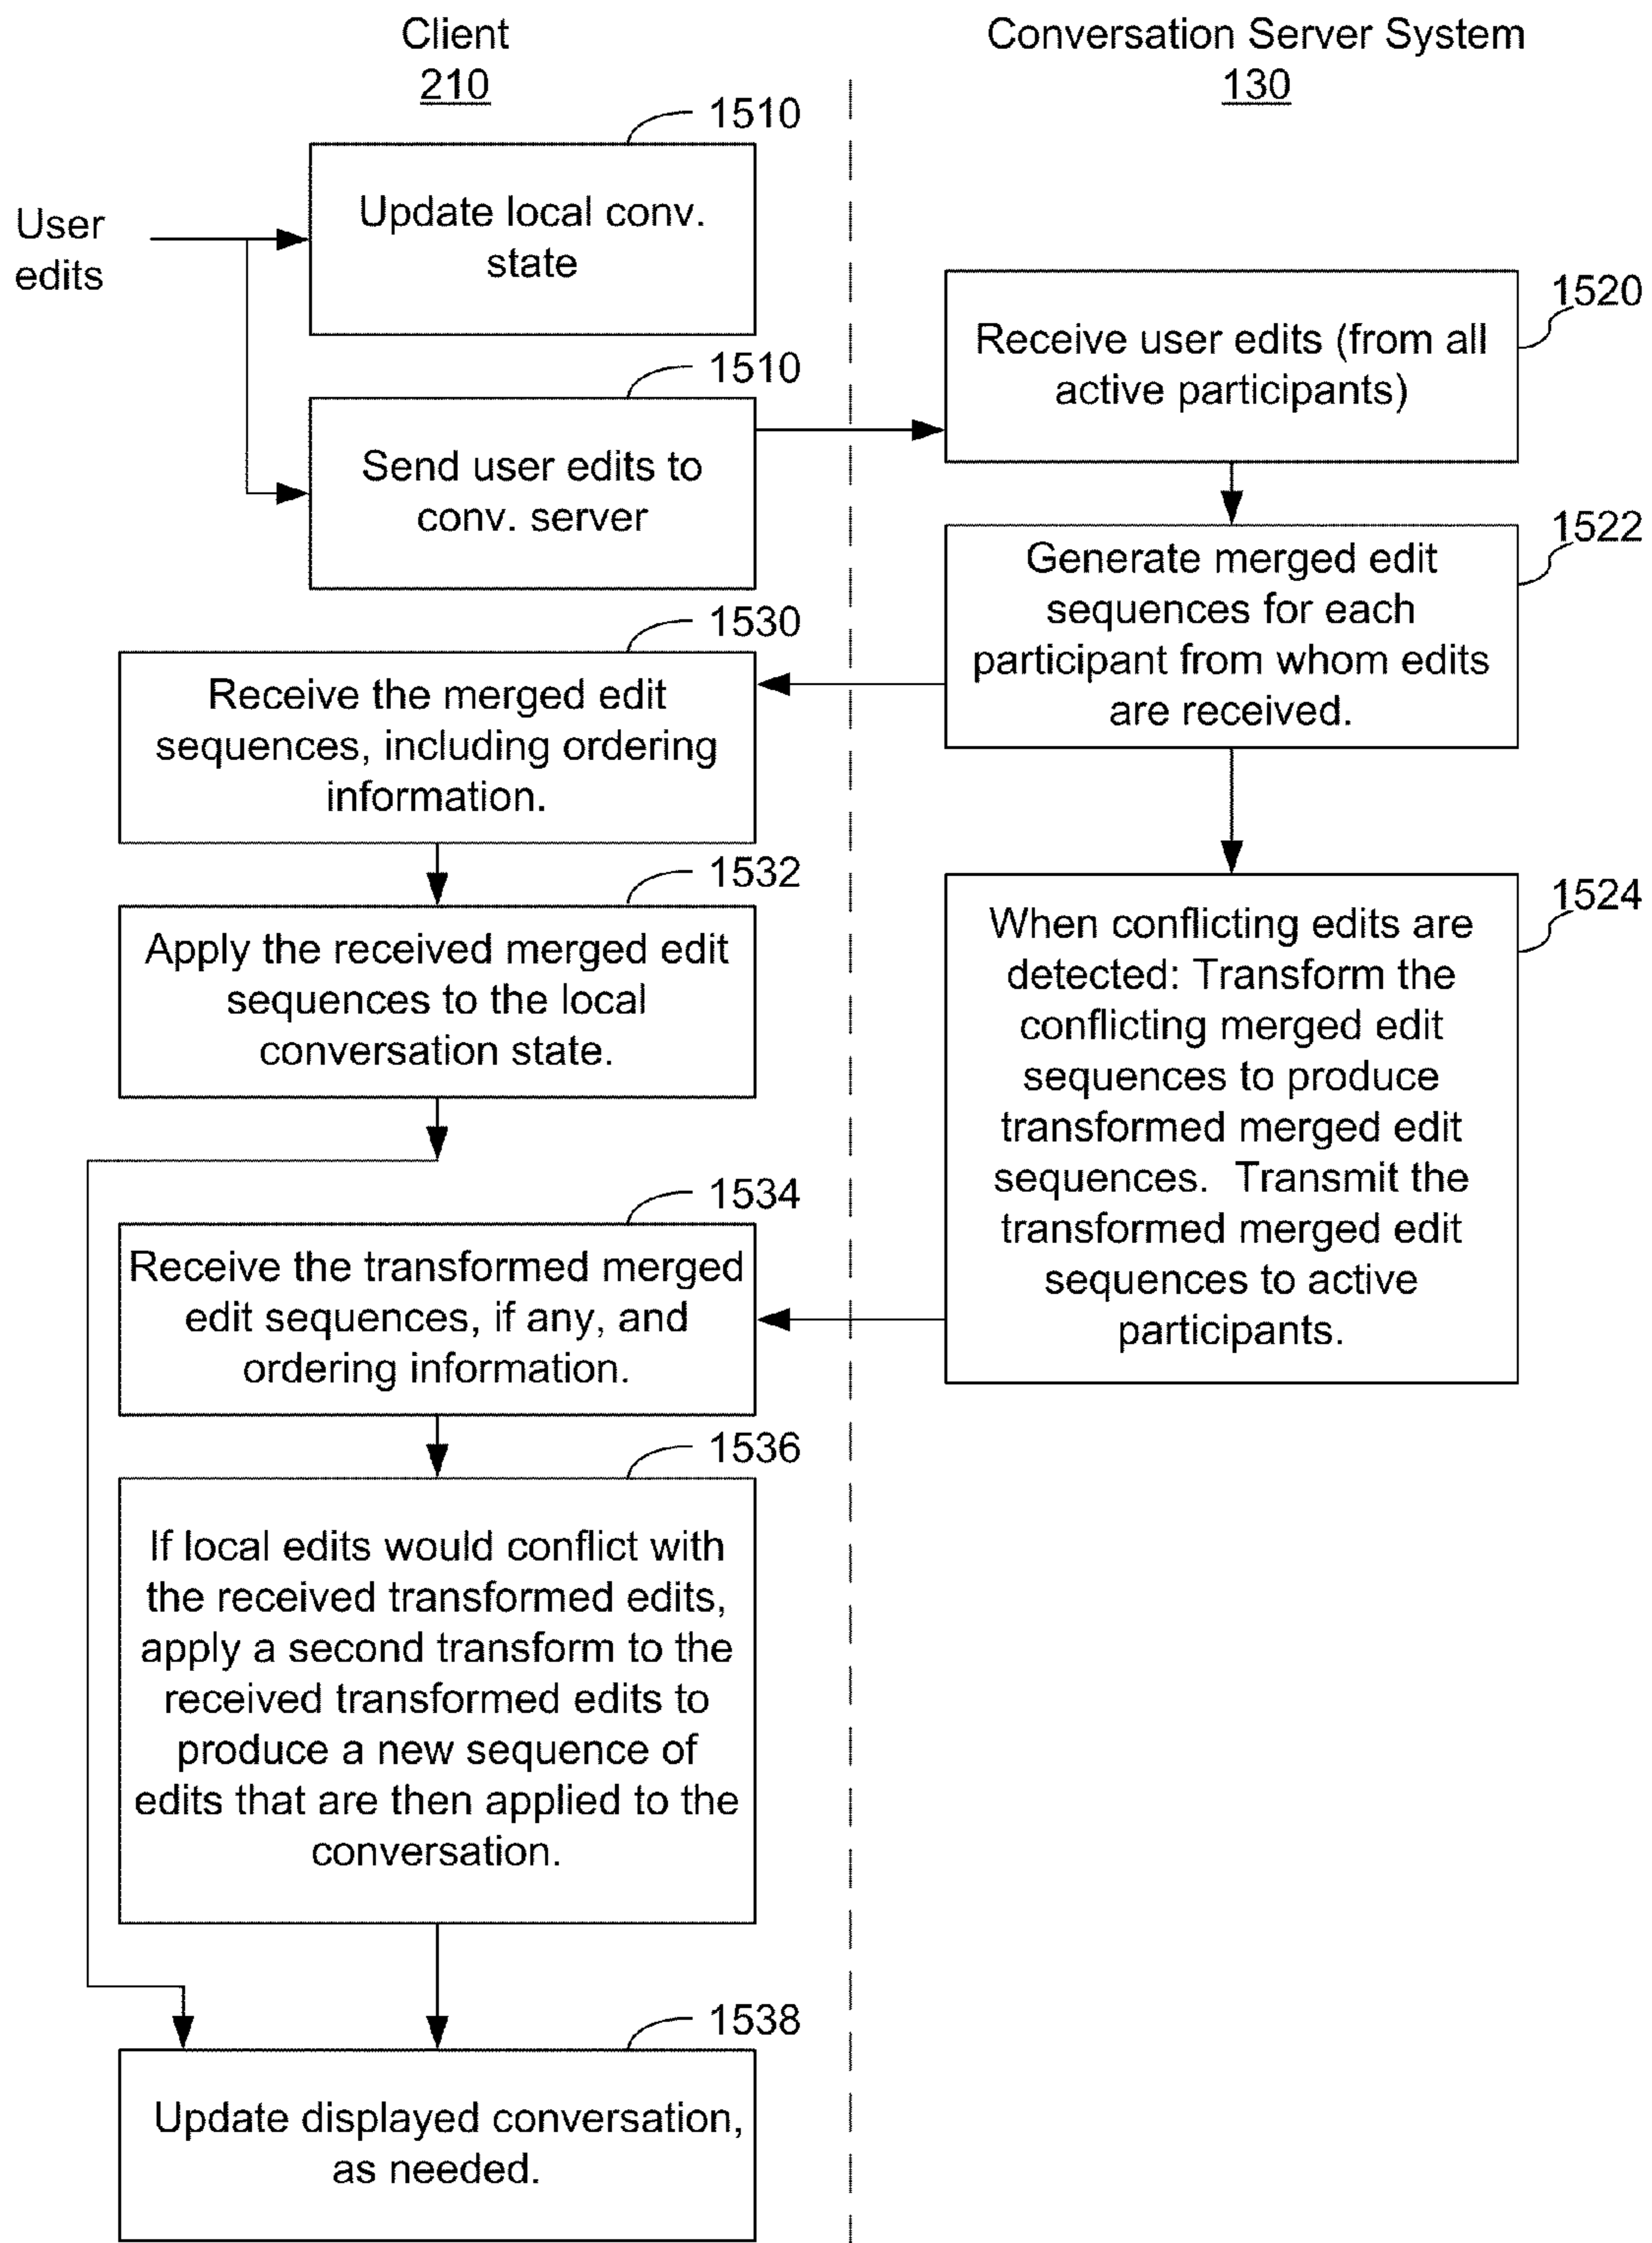 Client
210
Conversation Server System
130
1510
Update local conv.
state
User
edits
1510
Send user edits to
conv. server
1520
Receive user edits (from all
active participants)
1522
Generate merged edit
sequences for each
participant from whom edits
are received.
1530
Receive the merged edit
sequences, including ordering
information.
1532
Apply the received merged edit
sequences to the local
conversation state.
1524
When conflicting edits are
detected: Transform the
conflicting merged edit
sequences to produce
transformed merged edit
sequences.  Transmit the
transformed merged edit
sequences to active
participants.
1534
Receive the transformed merged
edit sequences, if any, and
ordering information.
1536
If local edits would conflict with
the received transformed edits,
apply a second transform to the
received transformed edits to
produce a new sequence of
edits that are then applied to the
conversation.
1538
Update displayed conversation,
as needed.